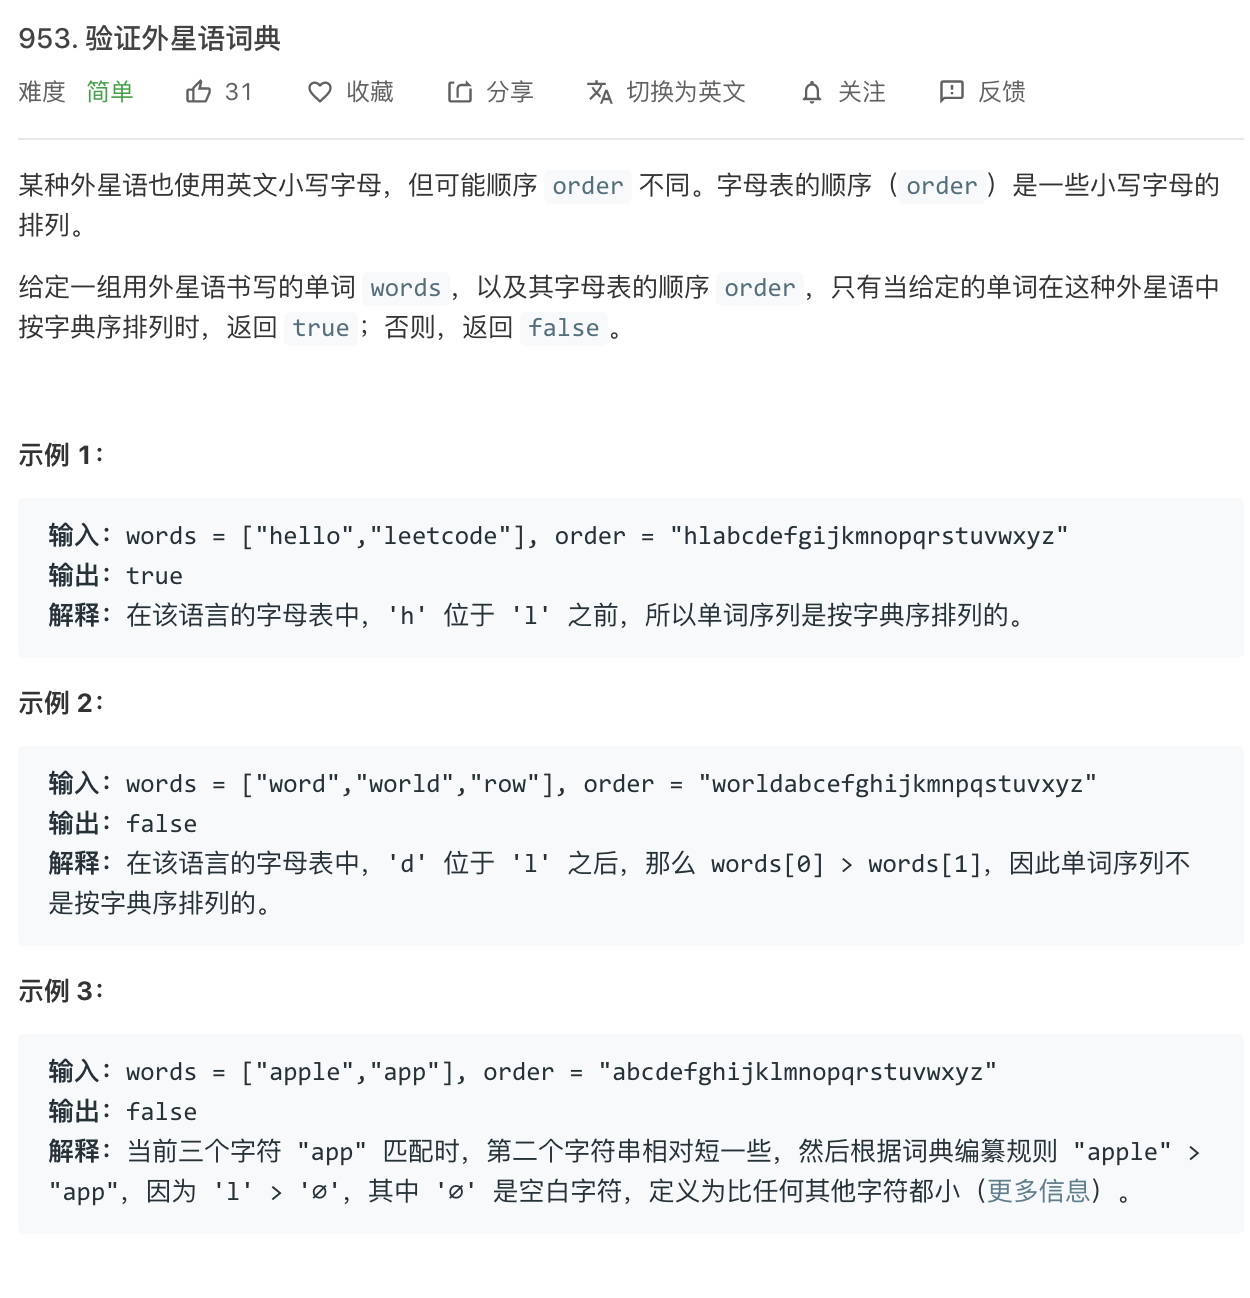 953. 验证外星语词典
难度 简单 31 收藏 分享 切换为英文 关注 反馈
某种外星语也使用英文小写字母，但可能顺序 order 不同。字母表的顺序（order）是一些小写字母的
排列。
给定一组用外星语书写的单词 words，以及其字母表的顺序 order，只有当给定的单词在这种外星语中
按字典序排列时，返回 true；否则，返回 false。
示例 1：
输入：words = ["hello","leetcode"], order = "hlabcdefgijkmnopqrstuvwxyz"
输出：true
解释：在该语言的字母表中，'h' 位于 'l' 之前，所以单词序列是按字典序排列的。
示例 2：
输入：words = ["word","world","row"], order = "worldabcefghijkmnpqstuvxyz"
输出：false
解释：在该语言的字母表中，'d' 位于 'l' 之后，那么 words[0] > words[1]，因此单词序列不
是按字典序排列的。
示例 3：
输入：words = ["apple","app"], order = "abcdefghijklmnopqrstuvwxyz"
输出：false
解释：当前三个字符 "app" 匹配时，第二个字符串相对短一些，然后根据词典编纂规则 "apple" >
"app"，因为 'l' > '∅'，其中 '∅' 是空白字符，定义为比任何其他字符都小（更多信息）。